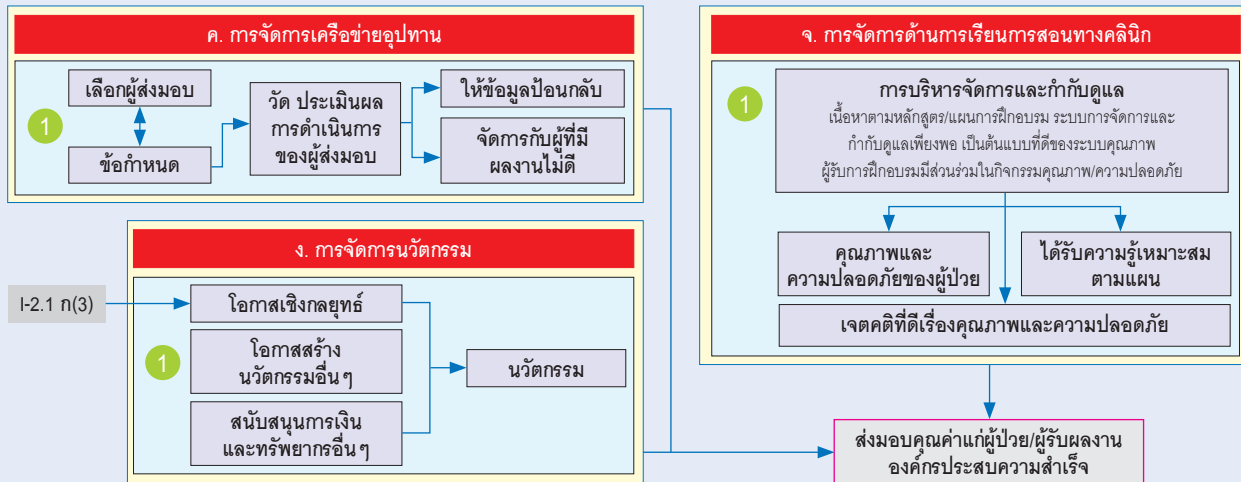 ค. การจัดการเครือข่ายอุปทาน
1
เลือกผู้ส่งมอบ
ข้อกำหนด
วัด ประเมินผล
การดำเนินการ
ของผู้ส่งมอบ
ให้ข้อมูลป้อนกลับ
จัดการกับผู้ที่มี
ผลงานไม่ดี
ง. การจัดการนวัตกรรม
I-2.1 ก(3)
1
โอกาสเชิงกลยุทธ์
โอกาสสร้าง
นวัตกรรมอื่นๆ
สนับสนุนการเงิน
และทรัพยากรอื่นๆ
นวัตกรรม
จ. การจัดการด้านการเรียนการสอนทางคลินิก
1
การบริหารจัดการและกำกับดูแล
เนื้อหาตามหลักสูตร/แผนการฝึกอบรม ระบบการจัดการและ
กำกับดูแลเพียงพอ เป็นต้นแบบที่ดีของระบบคุณภาพ
ผู้รับการฝึกอบรมมีส่วนร่วมในกิจกรรมคุณภาพ/ความปลอดภัย
คุณภาพและ
ความปลอดภัยของผู้ป่วย
ได้รับความรู้เหมาะสม
ตามแผน
เจตคติที่ดีเรื่องคุณภาพและความปลอดภัย
ส่งมอบคุณค่าแก่ผู้ป่วย/ผู้รับผลงาน
องค์กรประสบความสำเร็จ